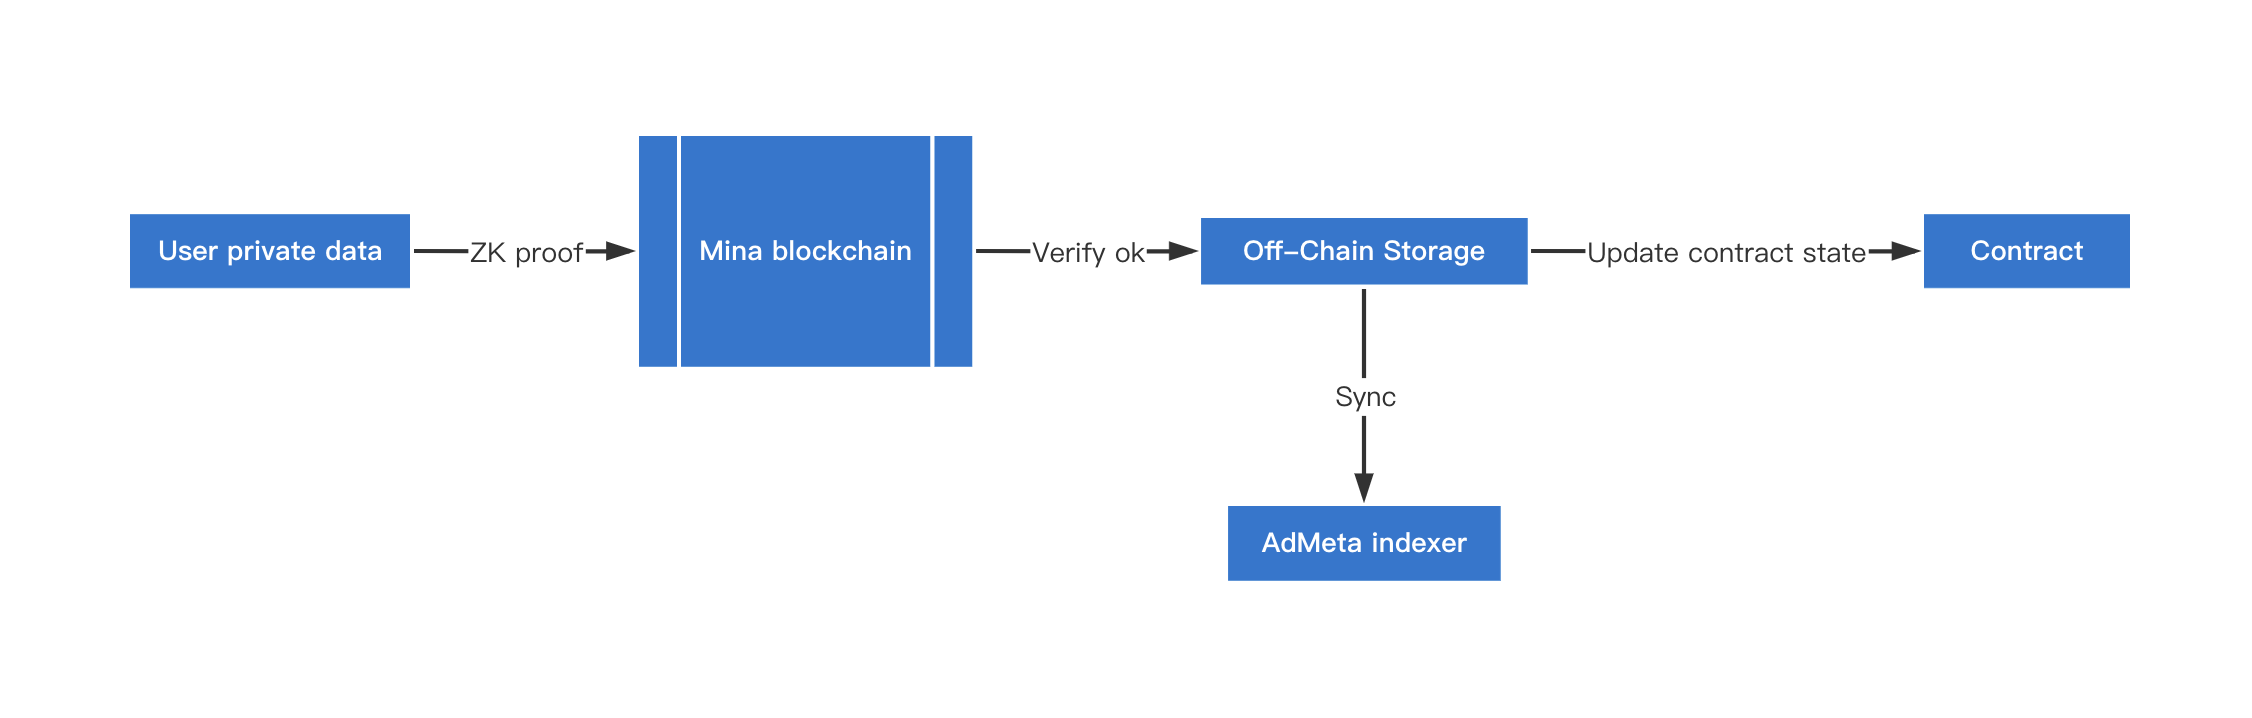 User private data
ZK proof
Mina blockchain
Verify ok
Off-Chain Storage
Update contract state
Contract
Sync
AdMeta indexer